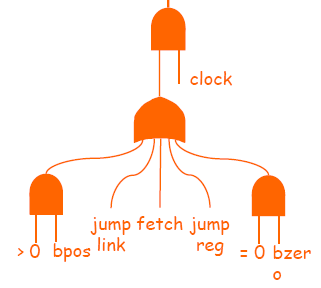 clock
jump fetch jump
link reg
> 0 bpos
= 0 bzer
o